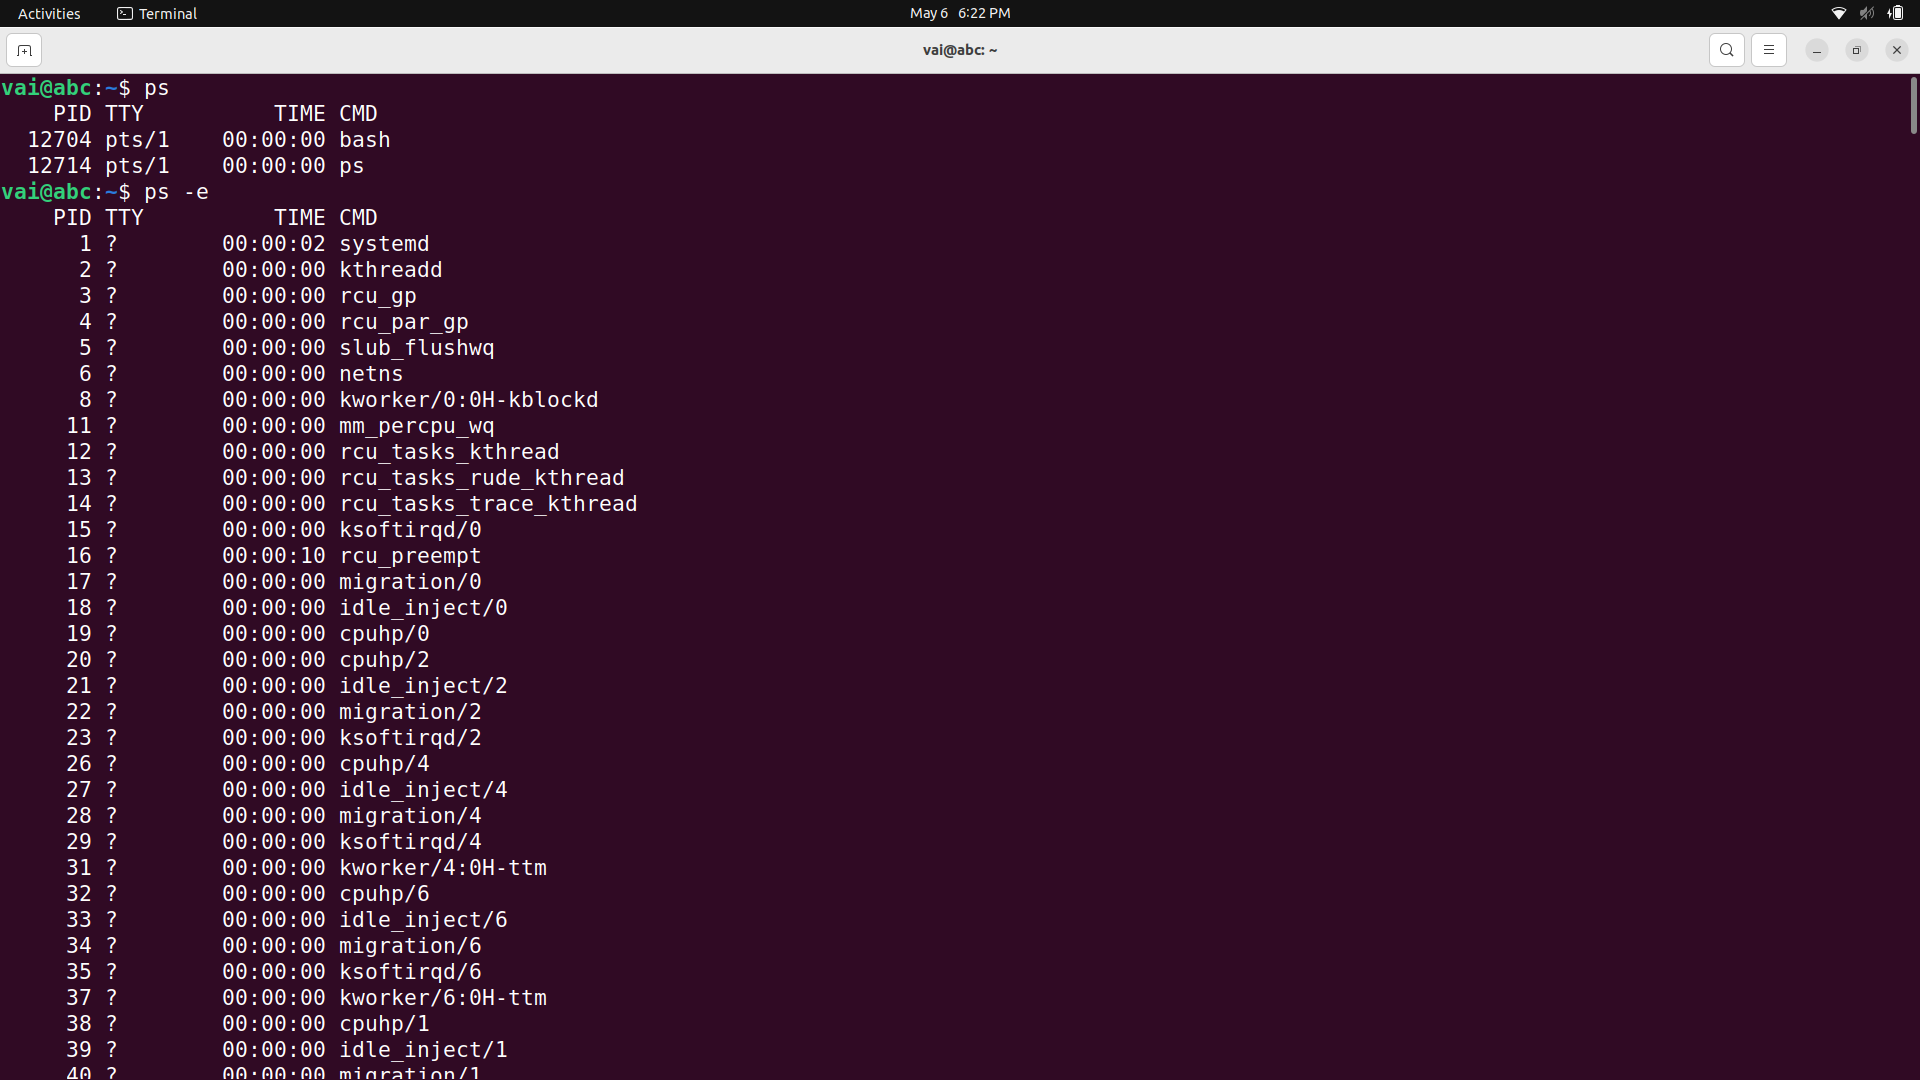 Activities Terminal May 6 6:22 PM
vai@abc: ~
vai@abc:~$ ps
    PID TTY          TIME CMD
  12704 pts/1    00:00:00 bash
  12714 pts/1    00:00:00 ps
vai@abc:~$ ps -e
    PID TTY          TIME CMD
      1 ?        00:00:02 systemd
      2 ?        00:00:00 kthreadd
      3 ?        00:00:00 rcu_gp
      4 ?        00:00:00 rcu_par_gp
      5 ?        00:00:00 slub_flushwq
      6 ?        00:00:00 netns
      8 ?        00:00:00 kworker/0:0H-kblockd
     11 ?        00:00:00 mm_percpu_wq
     12 ?        00:00:00 rcu_tasks_kthread
     13 ?        00:00:00 rcu_tasks_rude_kthread
     14 ?        00:00:00 rcu_tasks_trace_kthread
     15 ?        00:00:00 ksoftirqd/0
     16 ?        00:00:10 rcu_preempt
     17 ?        00:00:00 migration/0
     18 ?        00:00:00 idle_inject/0
     19 ?        00:00:00 cpuhp/0
     20 ?        00:00:00 cpuhp/2
     21 ?        00:00:00 idle_inject/2
     22 ?        00:00:00 migration/2
     23 ?        00:00:00 ksoftirqd/2
     26 ?        00:00:00 cpuhp/4
     27 ?        00:00:00 idle_inject/4
     28 ?        00:00:00 migration/4
     29 ?        00:00:00 ksoftirqd/4
     31 ?        00:00:00 kworker/4:0H-ttm
     32 ?        00:00:00 cpuhp/6
     33 ?        00:00:00 idle_inject/6
     34 ?        00:00:00 migration/6
     35 ?        00:00:00 ksoftirqd/6
     37 ?        00:00:00 kworker/6:0H-ttm
     38 ?        00:00:00 cpuhp/1
     39 ?        00:00:00 idle_inject/1
     40 ?        00:00:00 migration/1